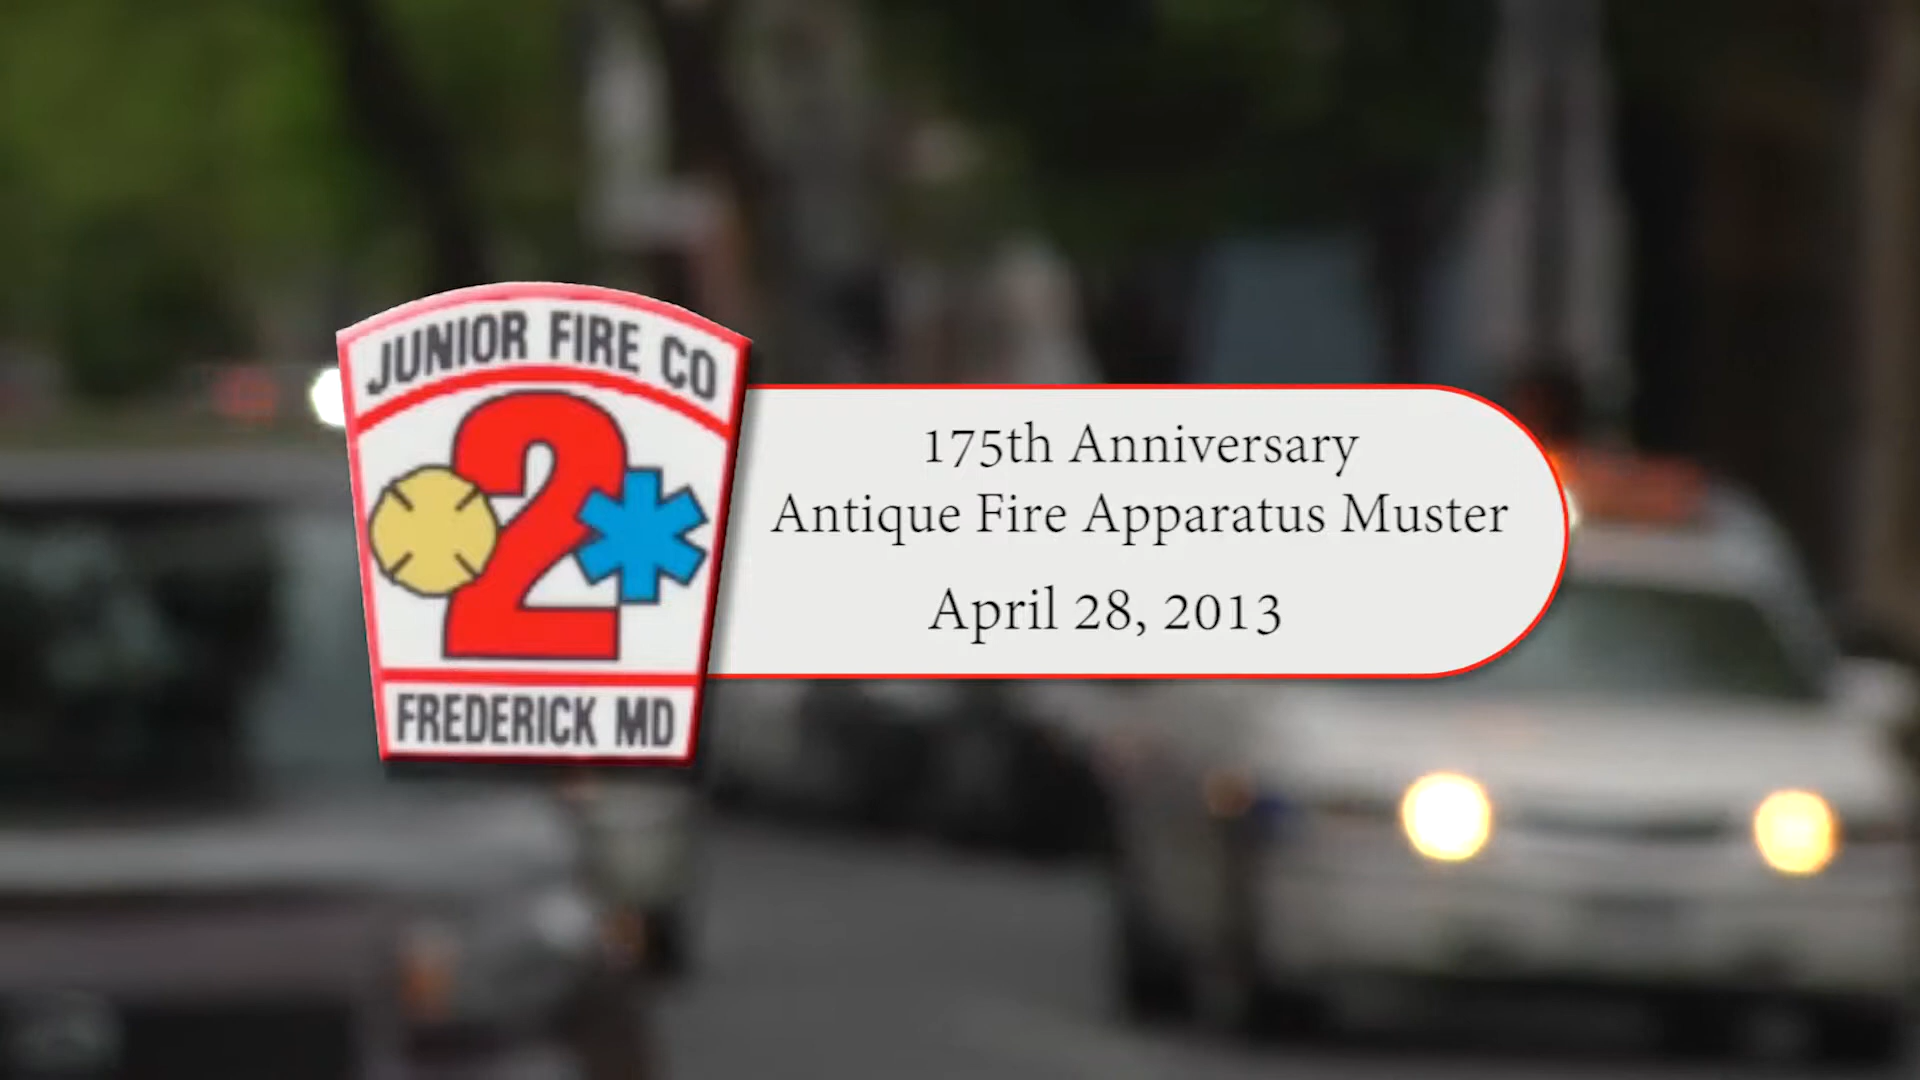 JUNIOR FIRE CO
2
FREDERICK MD
175th Anniversary
Antique Fire Apparatus Muster
April 28, 2013